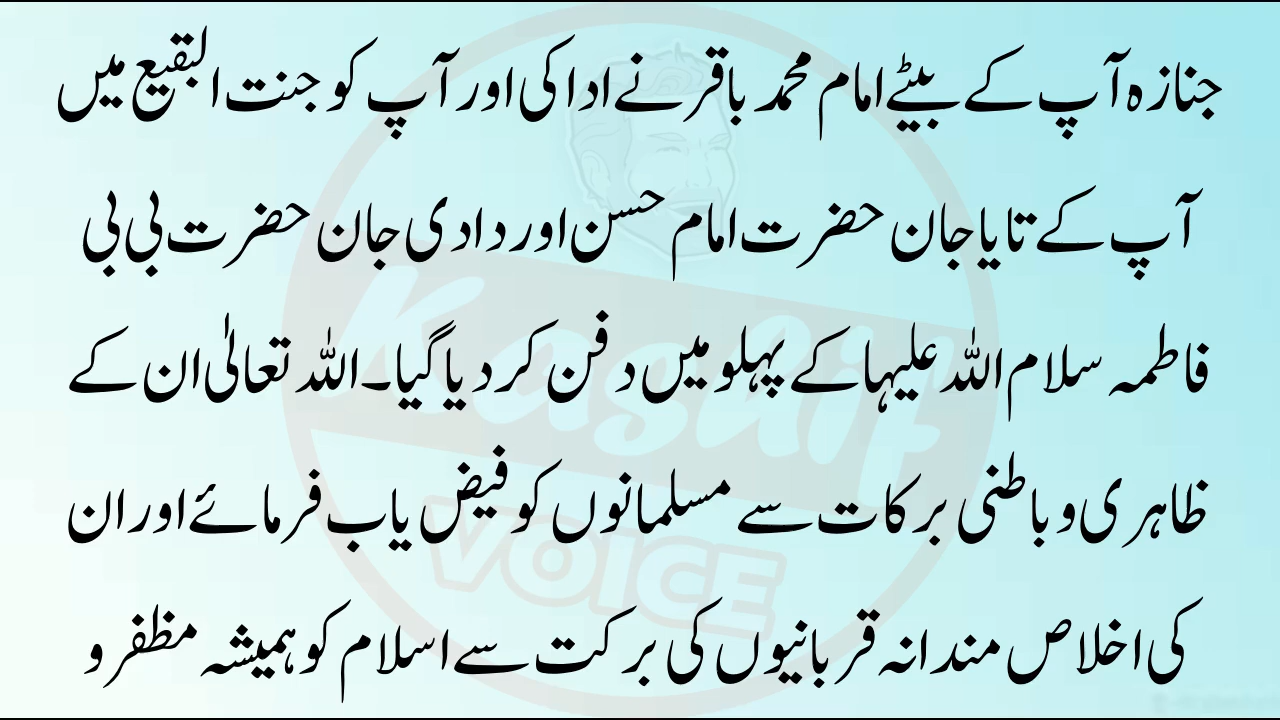 جنازہ آپ کے بیٹے امام محمد باقر نے ادا کی اور آپ کو جنت البقیع میں
آپ کے تایا جان حضرت امام حسن اور دادی جان حضرت بی بی
فاطمہ سلام اللہ علیہا کے پہلو میں دفن کر دیا گیا۔ اللہ تعالٰی ان کے
ظاہری و باطنی برکات سے مسلمانوں کو فیض یاب فرمائے اور ان
کی اخلاص مندانہ قربانیوں کی برکت سے اسلام کو ہمیشہ مظفر و
Kashif
VOICE